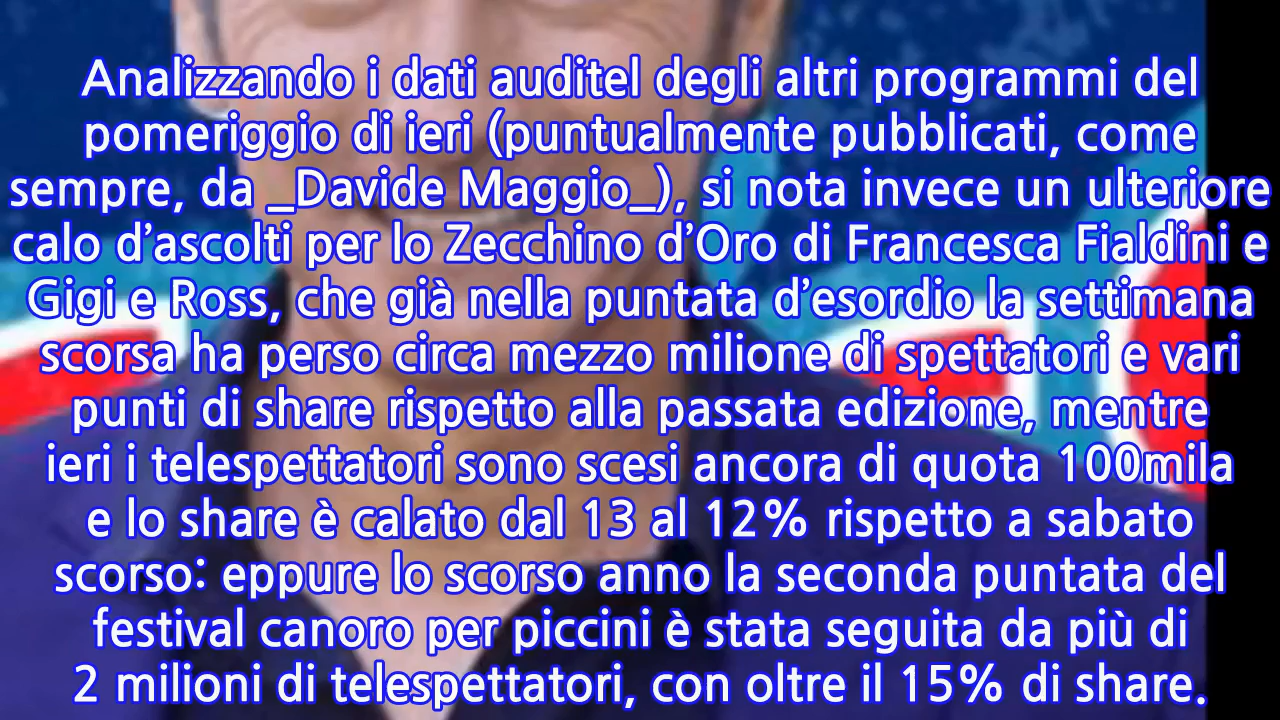 Analizzando i dati auditel degli altri programmi del
pomeriggio di ieri (puntualmente pubblicati, come
sempre, da _Davide Maggio_), si nota invece un ulteriore
calo d’ascolti per lo Zecchino d’Oro di Francesca Fialdini e
Gigi e Ross, che già nella puntata d’esordio la settimana
scorsa ha perso circa mezzo milione di spettatori e vari
punti di share rispetto alla passata edizione, mentre
ieri i telespettatori sono scesi ancora di quota 100mila
e lo share è calato dal 13 al 12% rispetto a sabato
scorso: eppure lo scorso anno la seconda puntata del
festival canoro per piccini è stata seguita da più di
2 milioni di telespettatori, con oltre il 15% di share.